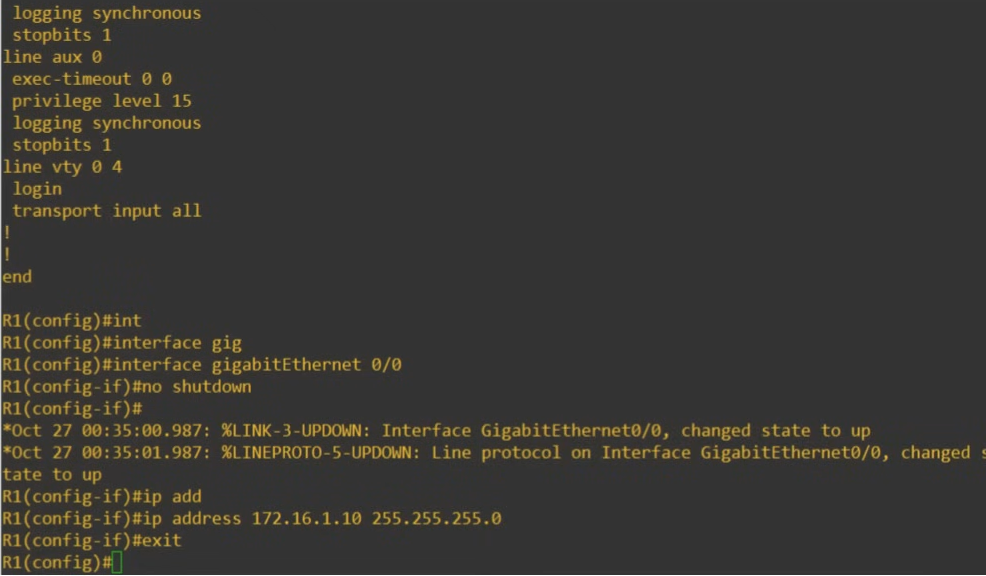 logging synchronous
stopbits 1
line aux 0
exec-timeout 0 0
privilege level 15
logging synchronous
stopbits 1
line vty 0 4
login
transport input all
!
!
end
R1(config)#int
R1(config)#interface gig
R1(config)#interface gigabitEthernet 0/0
R1(config-if)#no shutdown
R1(config-if)#
*Oct 27 00:35:00.987: %LINK-3-UPDOWN: Interface GigabitEthernet0/0, changed state to up
*Oct 27 00:35:01.987: %LINEPROTO-5-UPDOWN: Line protocol on Interface GigabitEthernet0/0, changed s
tate to up
R1(config-if)#ip add
R1(config-if)#ip address 172.16.1.10 255.255.255.0
R1(config-if)#exit
R1(config)#